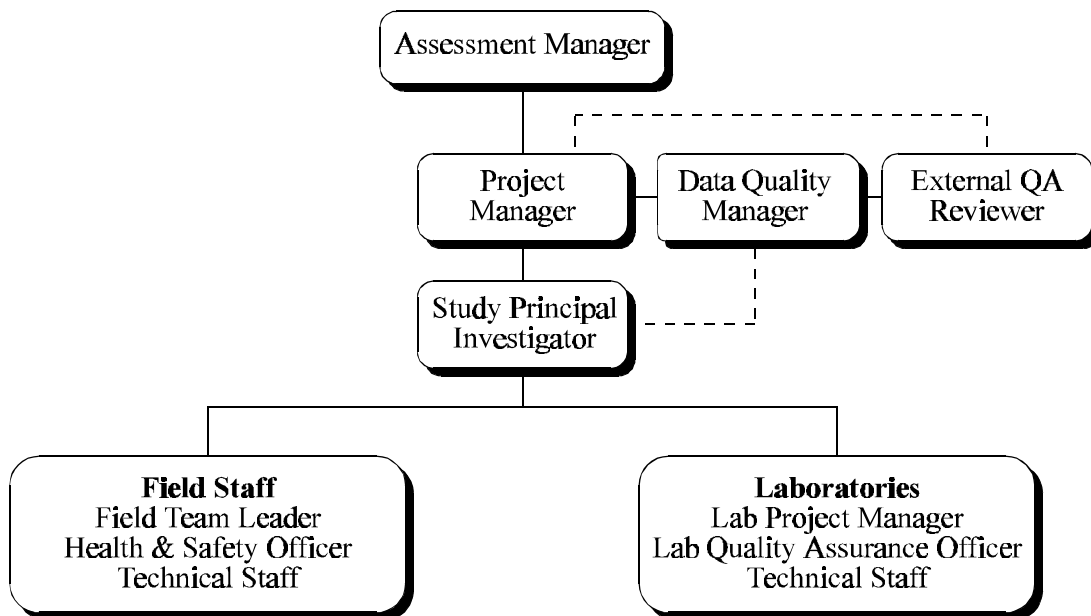 Assessment Manager
Project
Manager
Data Quality
Manager
External QA
Reviewer
Study Principal
Investigator
Field Staff
Field Team Leader
Health & Safety Officer
Technical Staff
Laboratories
Lab Project Manager
Lab Quality Assurance Officer
Technical Staff